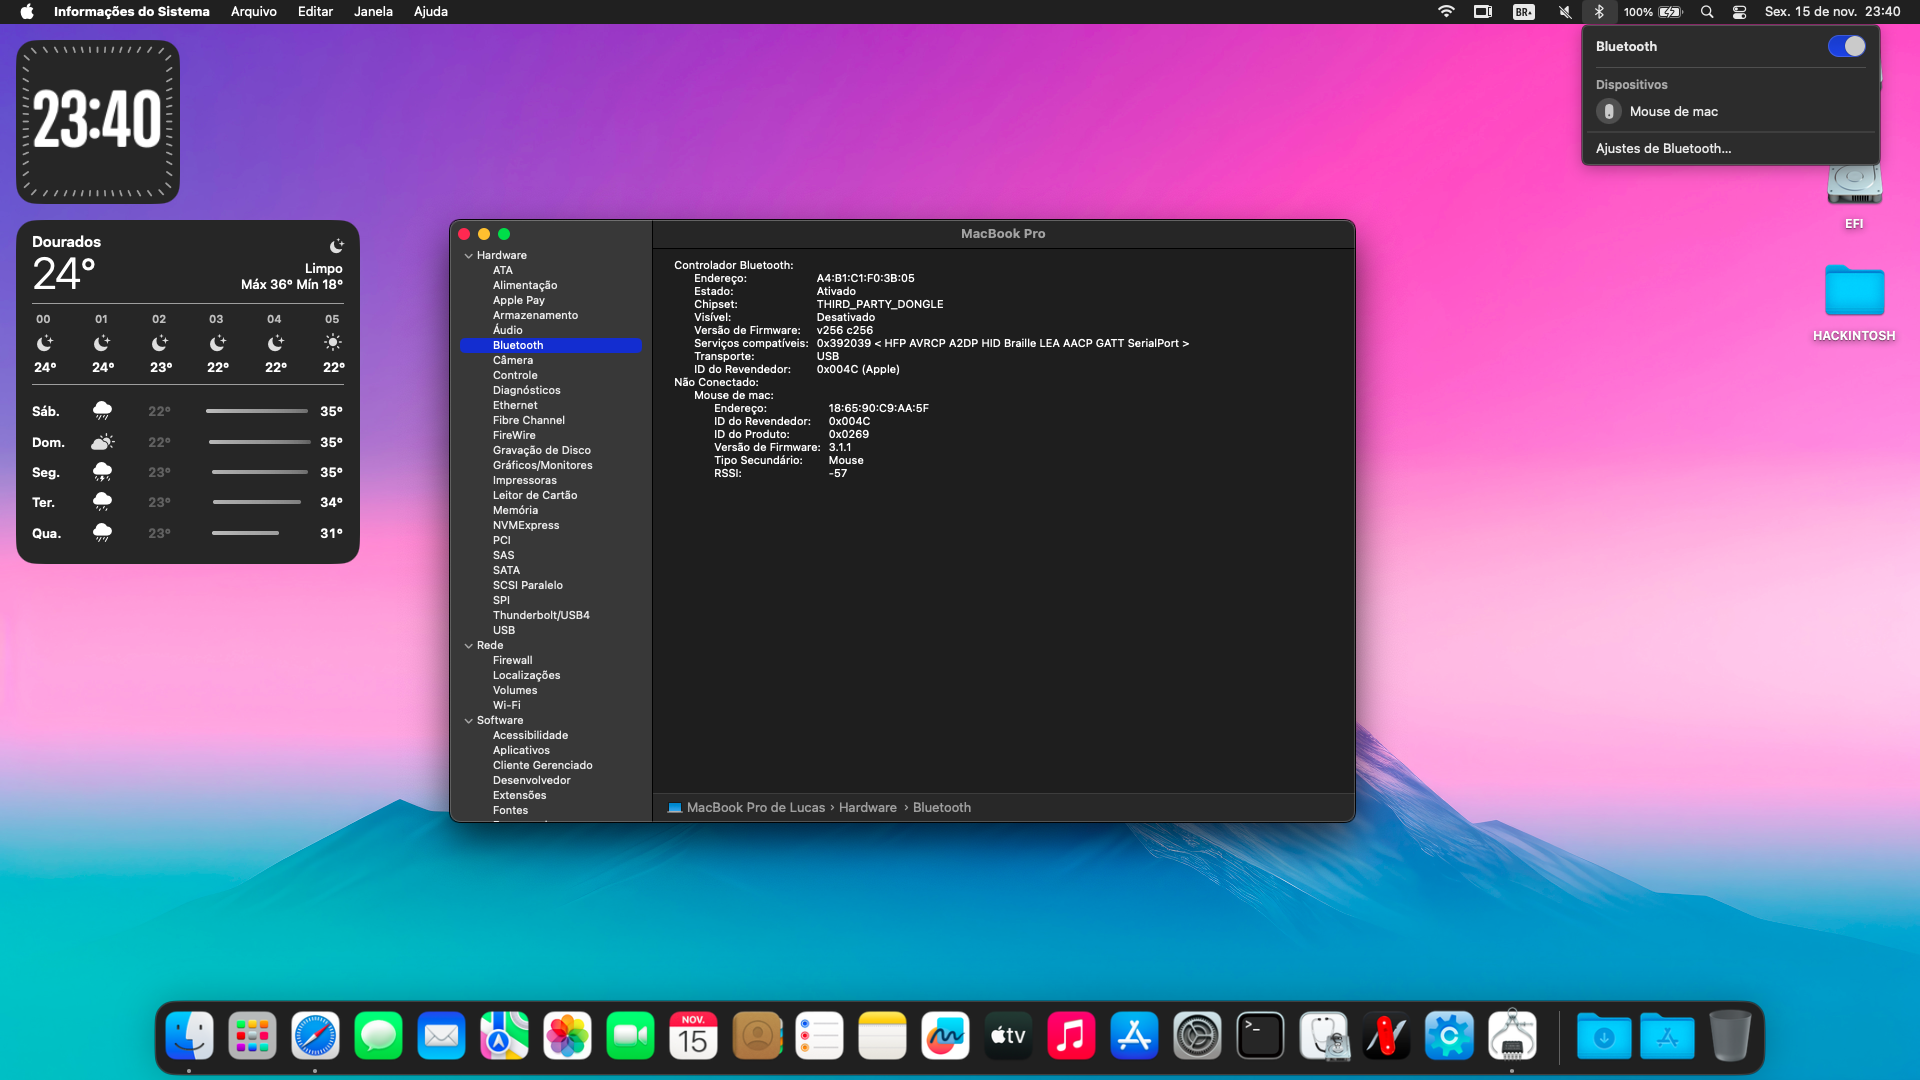 Informações do Sistema Arquivo Editar Janela Ajuda
BR 100% Sex. 15 de nov. 23:40
23:40
Dourados
24°
Limpo
Máx 36° Mín 18°
00 01 02 03 04 05
24° 24° 23° 22° 22° 22°
Sáb. 22° 35°
Dom. 22° 35°
Seg. 23° 35°
Ter. 23° 34°
Qua. 23° 31°
Bluetooth
Dispositivos
Mouse de mac
Ajustes de Bluetooth...
EFI
HACKINTOSH
MacBook Pro
Hardware
ATA
Alimentação
Apple Pay
Armazenamento
Áudio
Bluetooth
Câmera
Controle
Diagnósticos
Ethernet
Fibre Channel
FireWire
Gravação de Disco
Gráficos/Monitores
Impressoras
Leitor de Cartão
Memória
NVMExpress
PCI
SAS
SATA
SCSI Paralelo
SPI
Thunderbolt/USB4
USB
Rede
Firewall
Localizações
Volumes
Wi-Fi
Software
Acessibilidade
Aplicativos
Cliente Gerenciado
Desenvolvedor
Extensões
Fontes
Controlador Bluetooth:
Endereço: A4:B1:C1:F0:3B:05
Estado: Ativado
Chipset: THIRD_PARTY_DONGLE
Visível: Desativado
Versão de Firmware: v256 c256
Serviços compatíveis: 0x392039 < HFP AVRCP A2DP HID Braille LEA AACP GATT SerialPort >
Transporte: USB
ID do Revendedor: 0x004C (Apple)
Não Conectado:
Mouse de mac:
Endereço: 18:65:90:C9:AA:5F
ID do Revendedor: 0x004C
ID do Produto: 0x0269
Versão de Firmware: 3.1.1
Tipo Secundário: Mouse
RSSI: -57
MacBook Pro de Lucas › Hardware › Bluetooth
NOV.
15
tv